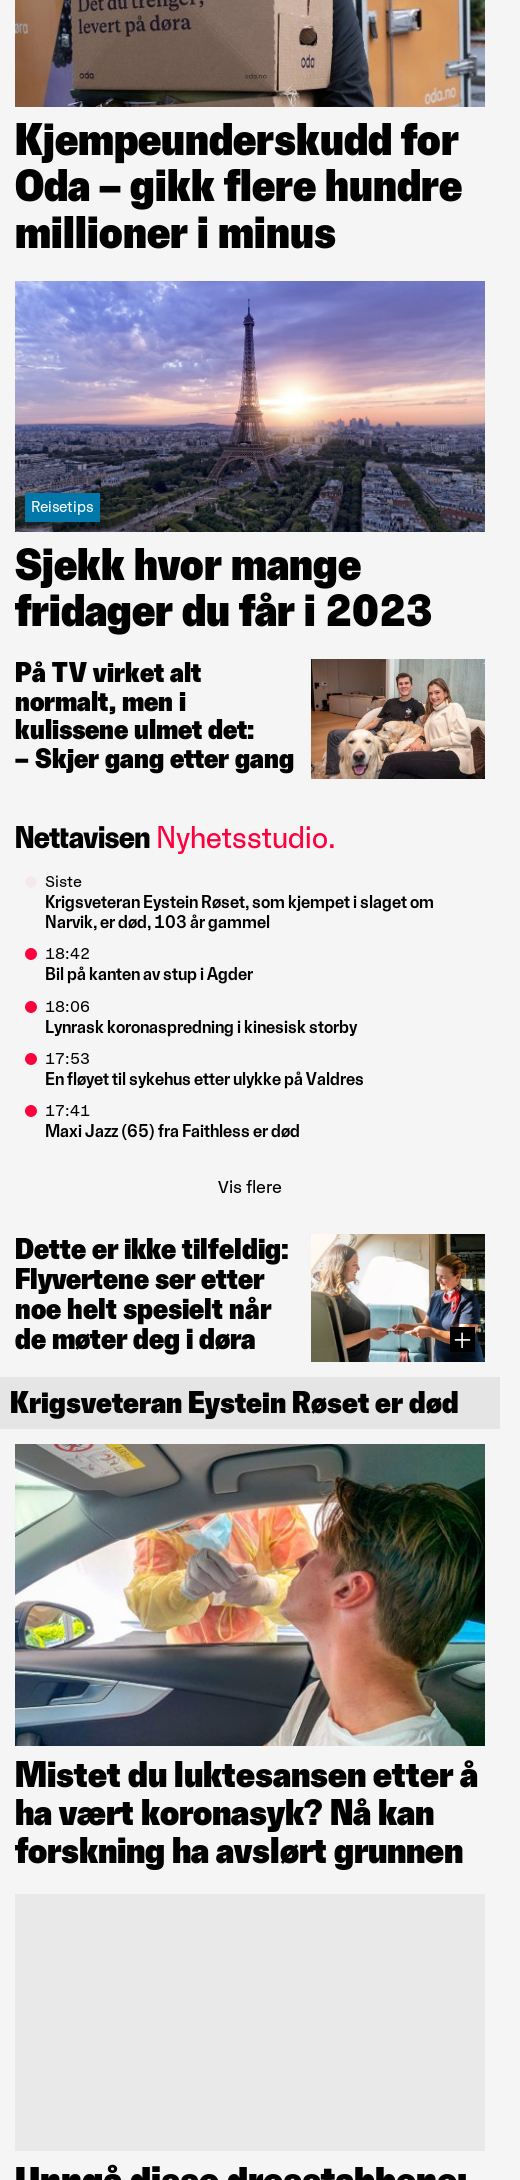 Det du trenger,
levert på døra
oda
oda.no
oda
oda.no
Kjempeunderskudd for
Oda – gikk flere hundre
millioner i minus
Reisetips
Sjekk hvor mange
fridager du får i 2023
På TV virket alt
normalt, men i
kulissene ulmet det:
– Skjer gang etter gang
Nettavisen Nyhetsstudio.
Siste
Krigsveteran Eystein Røset, som kjempet i slaget om
Narvik, er død, 103 år gammel
18:42
Bil på kanten av stup i Agder
18:06
Lynrask koronaspredning i kinesisk storby
17:53
En fløyet til sykehus etter ulykke på Valdres
17:41
Maxi Jazz (65) fra Faithless er død
Vis flere
Dette er ikke tilfeldig:
Flyvertene ser etter
noe helt spesielt når
de møter deg i døra
Krigsveteran Eystein Røset er død
Mistet du luktesansen etter å
ha vært koronasyk? Nå kan
forskning ha avslørt grunnen